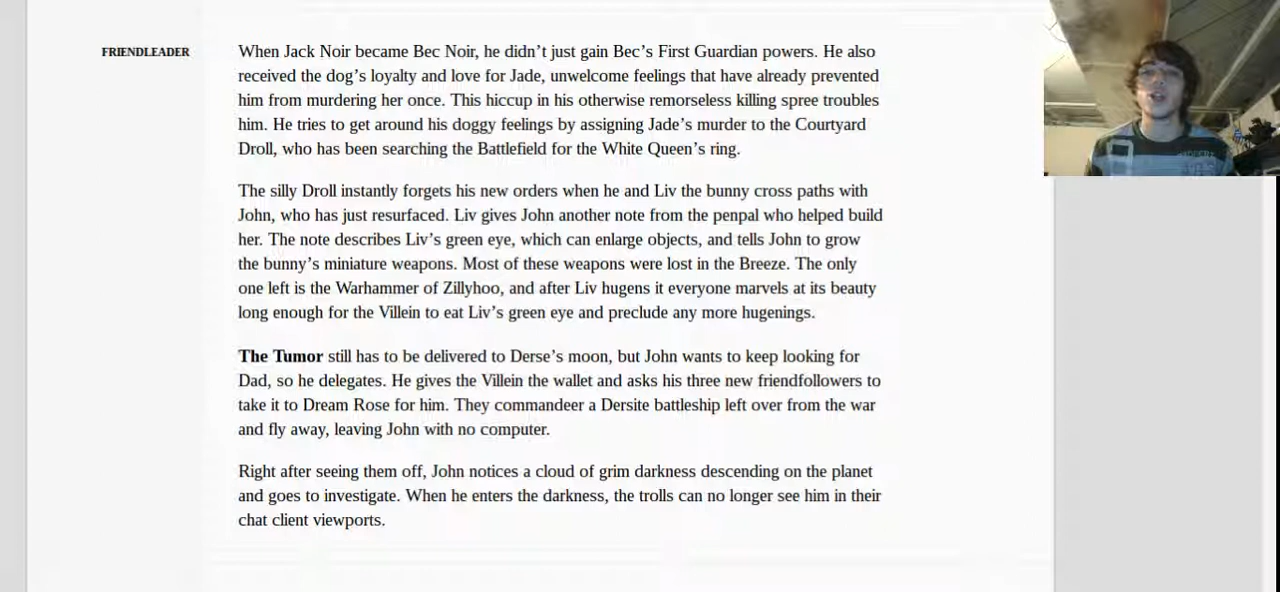 FRIENDLEADER
When Jack Noir became Bec Noir, he didn’t just gain Bec’s First Guardian powers. He also
received the dog’s loyalty and love for Jade, unwelcome feelings that have already prevented
him from murdering her once. This hiccup in his otherwise remorseless killing spree troubles
him. He tries to get around his doggy feelings by assigning Jade’s murder to the Courtyard
Droll, who has been searching the Battlefield for the White Queen’s ring.
The silly Droll instantly forgets his new orders when he and Liv the bunny cross paths with
John, who has just resurfaced. Liv gives John another note from the penpal who helped build
her. The note describes Liv’s green eye, which can enlarge objects, and tells John to grow
the bunny’s miniature weapons. Most of these weapons were lost in the Breeze. The only
one left is the Warhammer of Zillyhoo, and after Liv hugens it everyone marvels at its beauty
long enough for the Villein to eat Liv’s green eye and preclude any more hugenings.
The Tumor still has to be delivered to Derse’s moon, but John wants to keep looking for
Dad, so he delegates. He gives the Villein the wallet and asks his three new friendfollowers to
take it to Dream Rose for him. They commandeer a Dersite battleship left over from the war
and fly away, leaving John with no computer.
Right after seeing them off, John notices a cloud of grim darkness descending on the planet
and goes to investigate. When he enters the darkness, the trolls can no longer see him in their
chat client viewports.